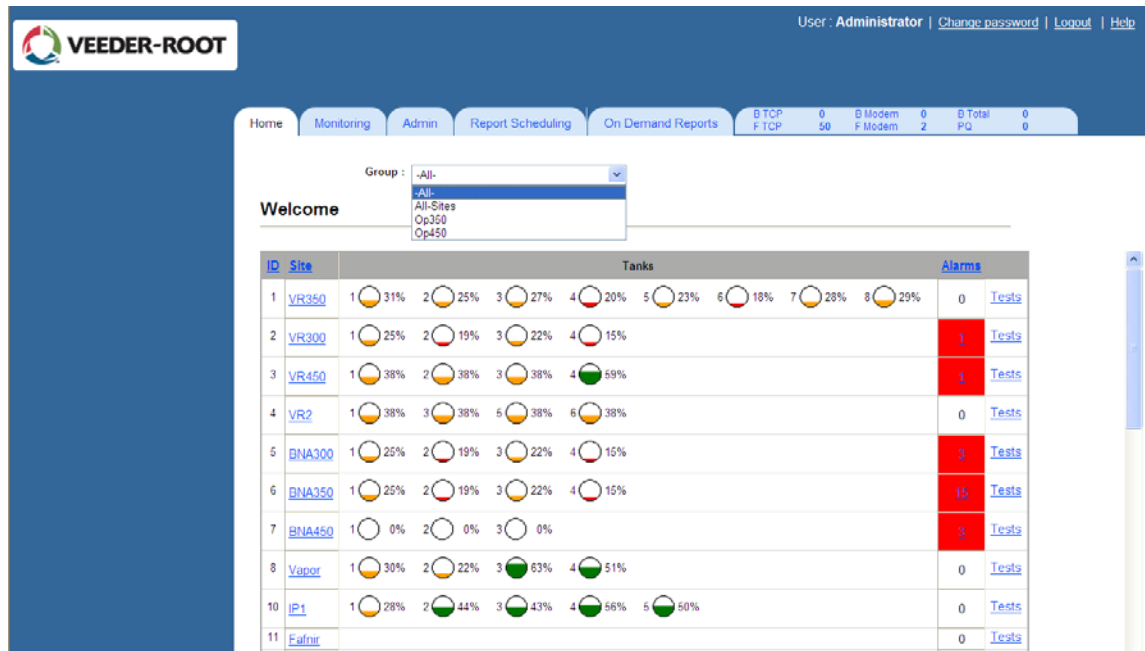 User : Administrator | Change password | Logout | Help
VEEDER-ROOT
Home Monitoring Admin Report Scheduling On Demand Reports
B TCP 0 B Modem 0 B Total 0
F TCP 50 F Modem 2 PQ 0
Group : -All-
-All-
All-Sites
Op350
Op450
Welcome
ID Site Tanks Alarms
1 VR350 1 31% 2 25% 3 27% 4 20% 5 23% 6 18% 7 28% 8 29% 0 Tests
2 VR300 1 25% 2 19% 3 22% 4 15% 1 Tests
3 VR450 1 38% 2 38% 3 38% 4 59% 1 Tests
4 VR2 1 38% 3 38% 5 38% 6 38% 0 Tests
5 BNA300 1 25% 2 19% 3 22% 4 15% 3 Tests
6 BNA350 1 25% 2 19% 3 22% 4 15% 15 Tests
7 BNA450 1 0% 2 0% 3 0% 3 Tests
8 Vapor 1 30% 2 22% 3 63% 4 51% 0 Tests
10 IP1 1 28% 2 44% 3 43% 4 56% 5 50% 0 Tests
11 Fafnir 0 Tests